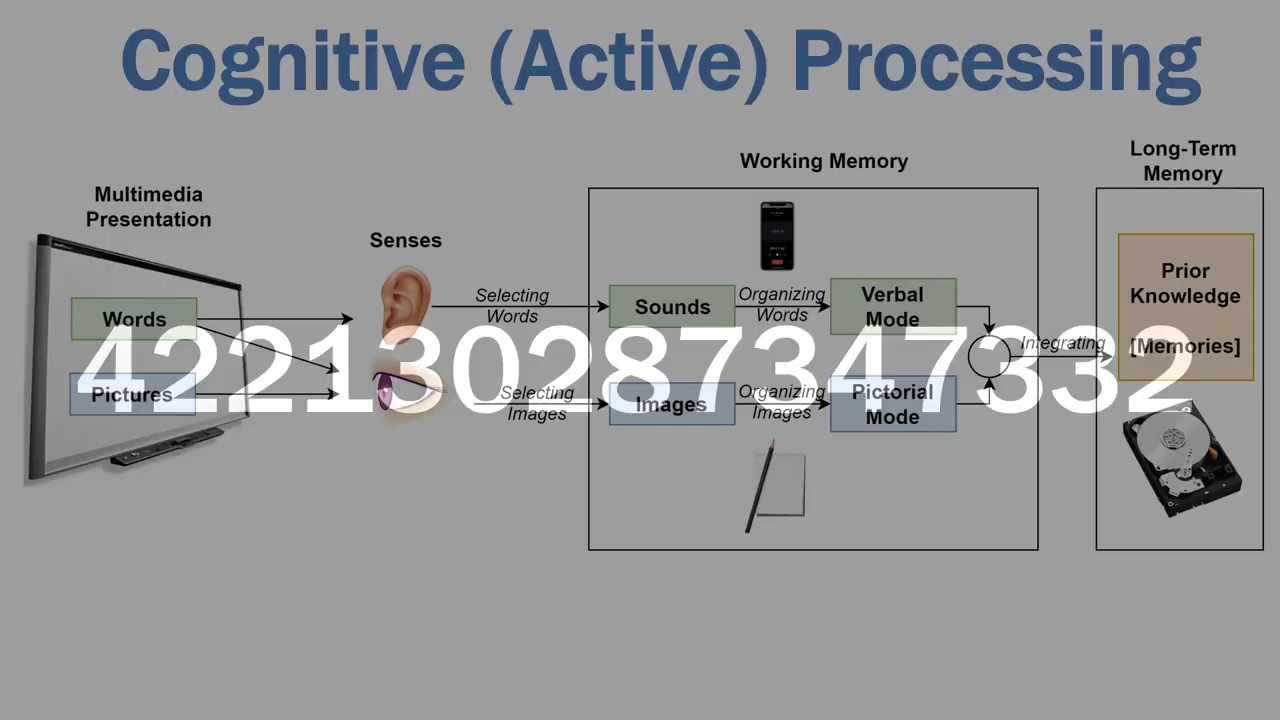 Cognitive (Active) Processing
Multimedia
Presentation
Words
Pictures
Senses
Selecting
Words
Selecting
Images
Working Memory
Sounds
Organizing
Words
Verbal
Mode
Images
Organizing
Images
Pictorial
Mode
Integrating
Long-Term
Memory
Prior
Knowledge
[Memories]
422130287347332